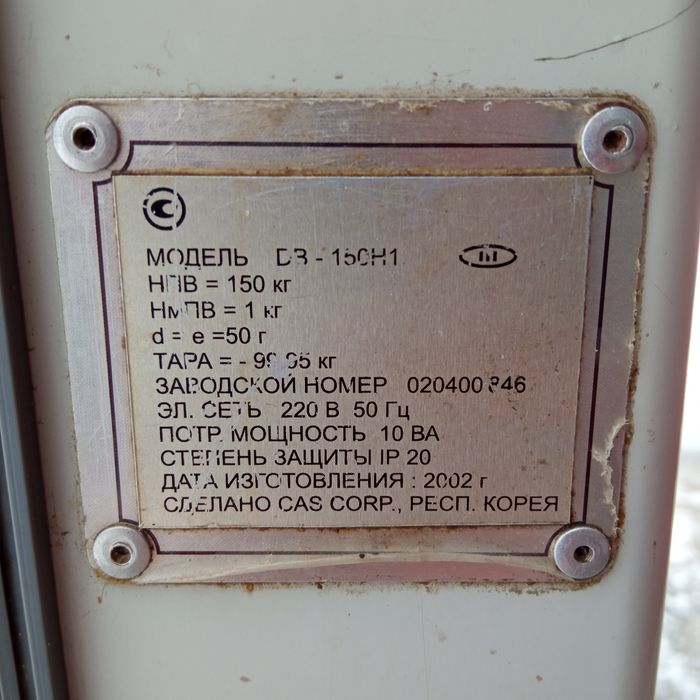 МОДЕЛЬ DB - 150H1
НПВ = 150 кг
НмПВ = 1 кг
d = e =50 г
ТАРА = - 99,95 кг
ЗАВОДСКОЙ НОМЕР 020400846
ЭЛ. СЕТЬ 220 В 50 Гц
ПОТР. МОЩНОСТЬ 10 ВА
СТЕПЕНЬ ЗАЩИТЫ IP 20
ДАТА ИЗГОТОВЛЕНИЯ : 2002 г
СДЕЛАНО CAS CORP., РЕСП. КОРЕЯ